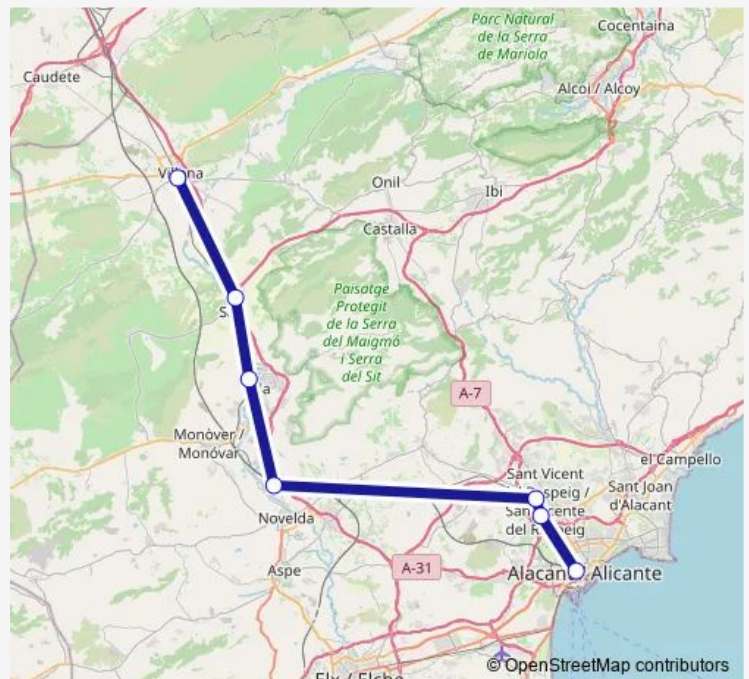 Parc Natural
de la Serra
de Mariola
Cocentaina
Caudete
Alcoi / Alcoy
Onil
Ibi
Castalla
Paisatge
Protegit
de la Serra
del Maigmó
i Serra
del Sit
A-7
Monòver /
Monóvar
el Campello
Sant Vicent
Sant Joan
d'Alacant
Novelda
del
Aspe
A-31
Alicante
© OpenStreetMap contributors